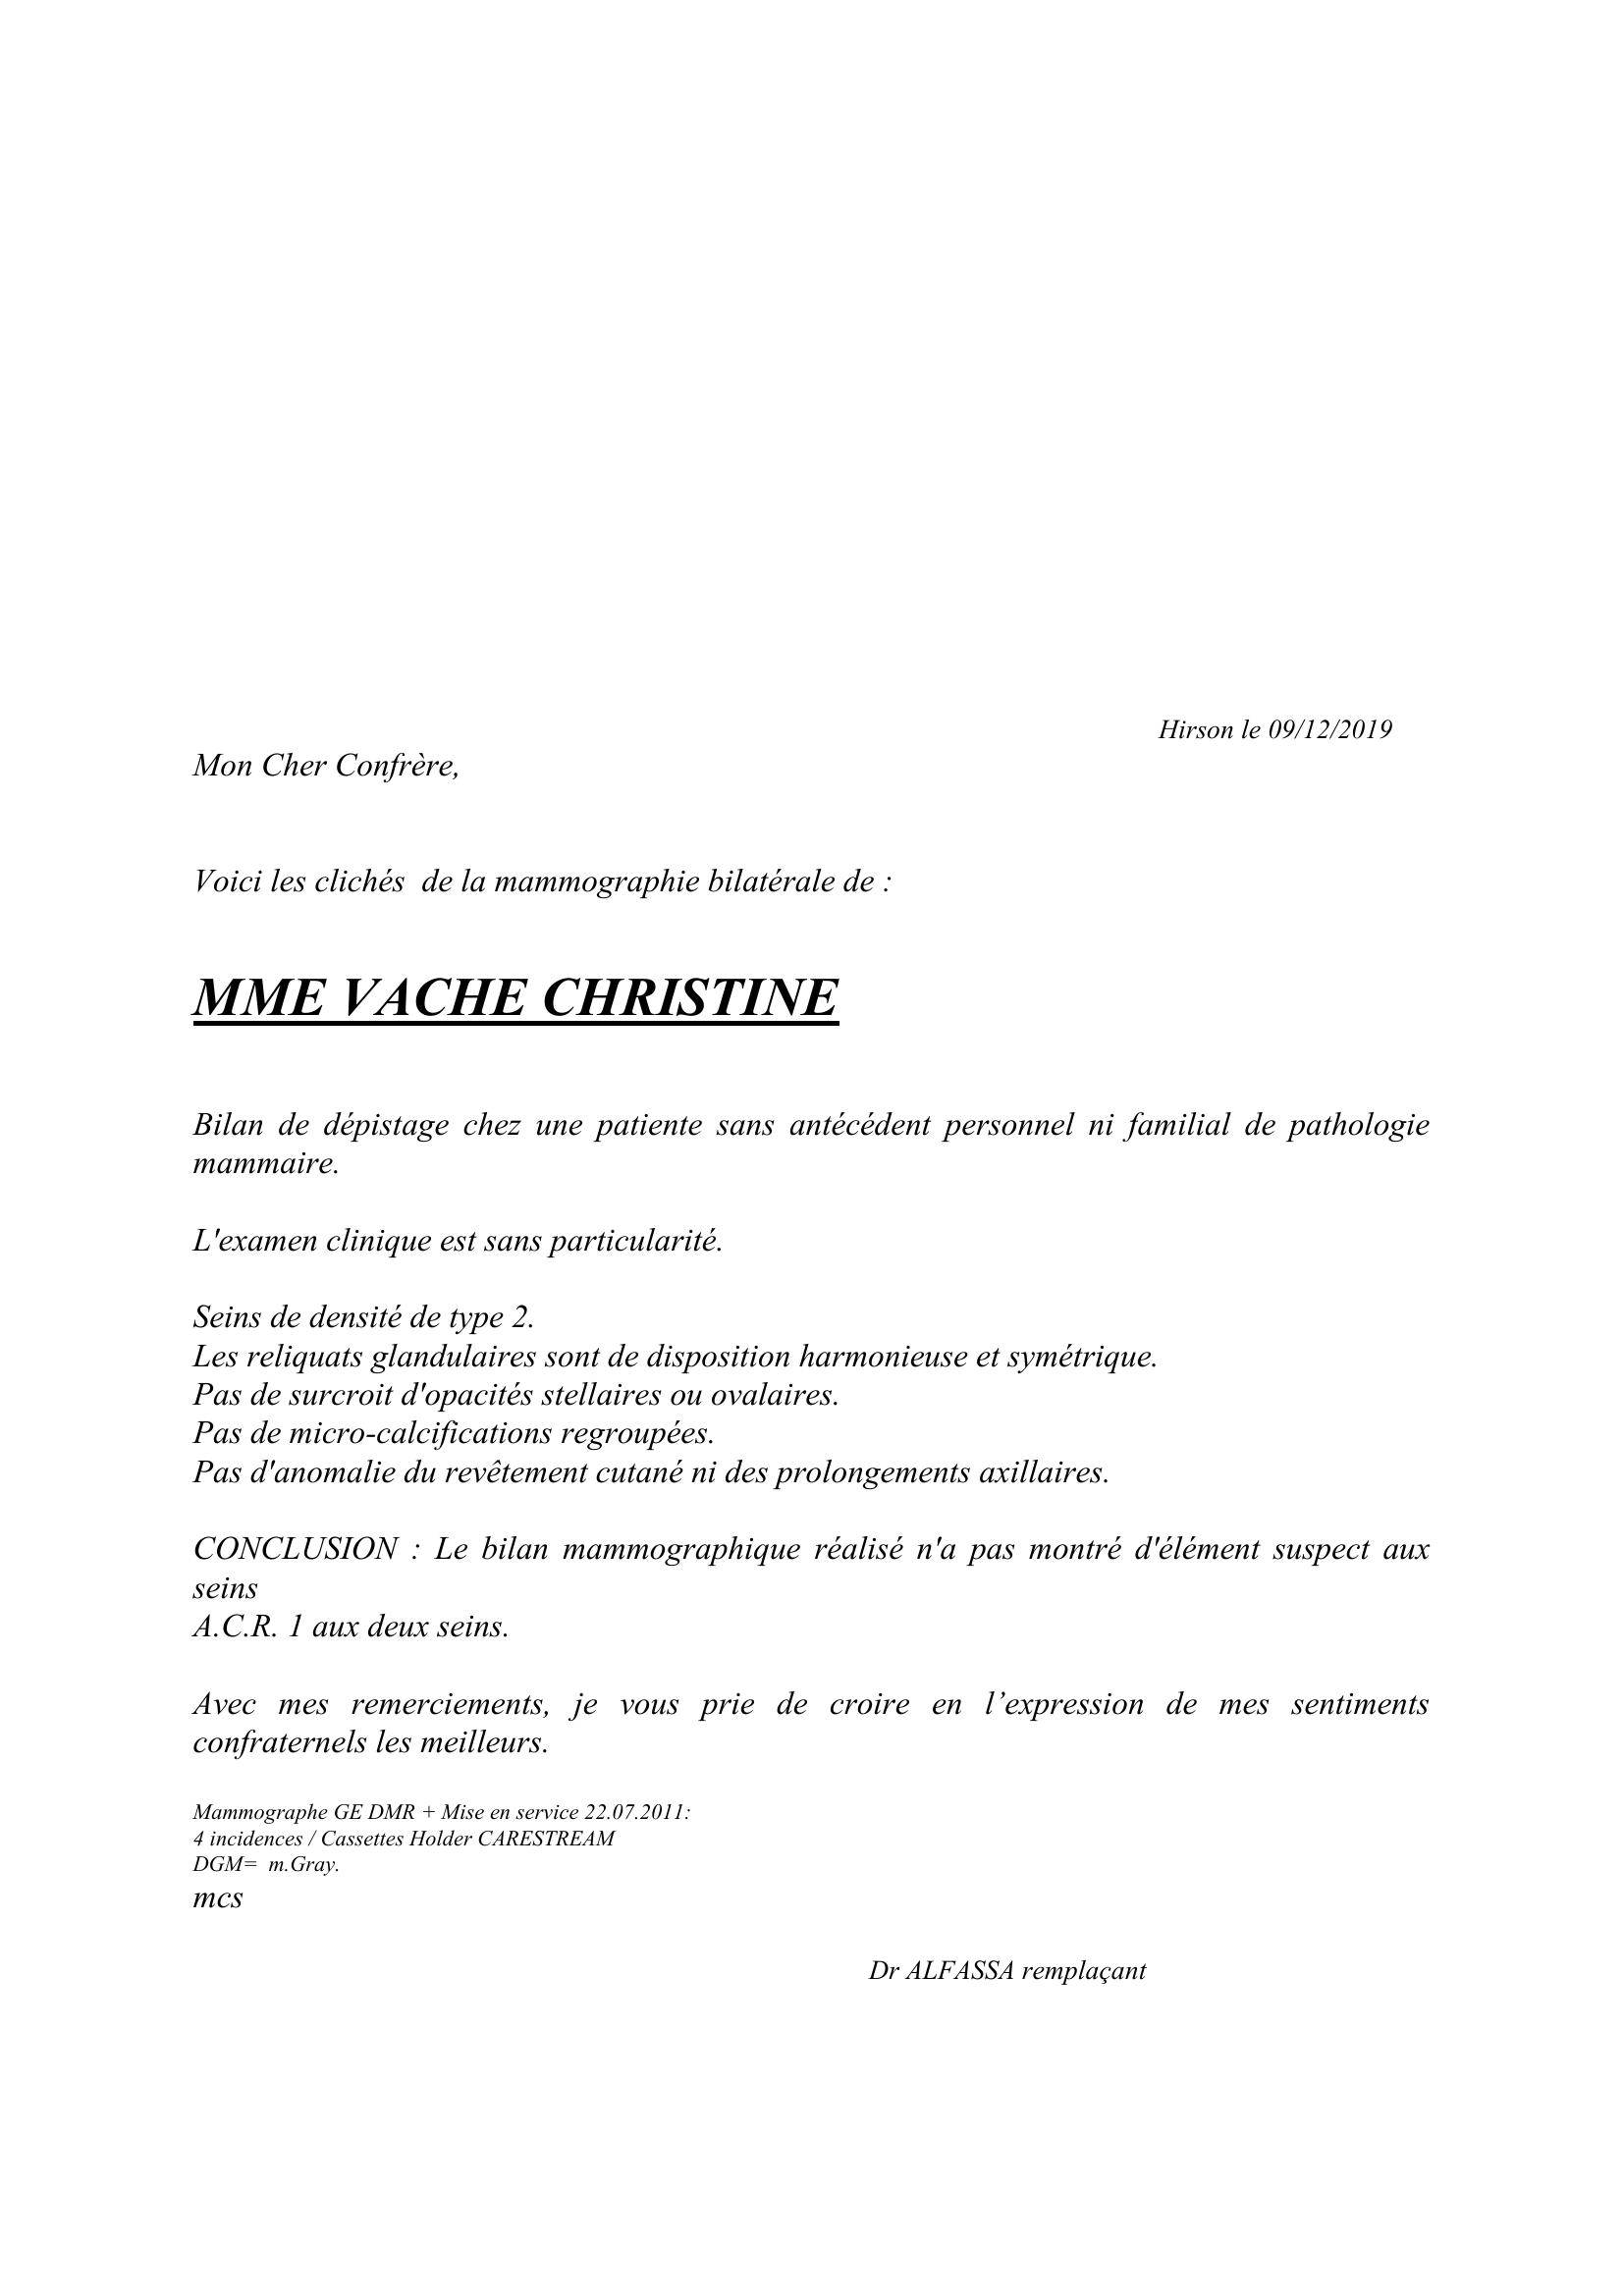 Hirson le 09/12/2019
Mon Cher Confrère,
Voici les clichés  de la mammographie bilatérale de :
MME VACHE CHRISTINE
Bilan de dépistage chez une patiente sans antécédent personnel ni familial de pathologie
mammaire.
L'examen clinique est sans particularité.
Seins de densité de type 2.
Les reliquats glandulaires sont de disposition harmonieuse et symétrique.
Pas de surcroit d'opacités stellaires ou ovalaires.
Pas de micro-calcifications regroupées.
Pas d'anomalie du revêtement cutané ni des prolongements axillaires.
CONCLUSION : Le bilan mammographique réalisé n'a pas montré d'élément suspect aux
seins
A.C.R. 1 aux deux seins.
Avec mes remerciements, je vous prie de croire en l’expression de mes sentiments
confraternels les meilleurs.
Mammographe GE DMR + Mise en service 22.07.2011:
4 incidences / Cassettes Holder CARESTREAM
DGM=  m.Gray.
mcs
Dr ALFASSA remplaçant